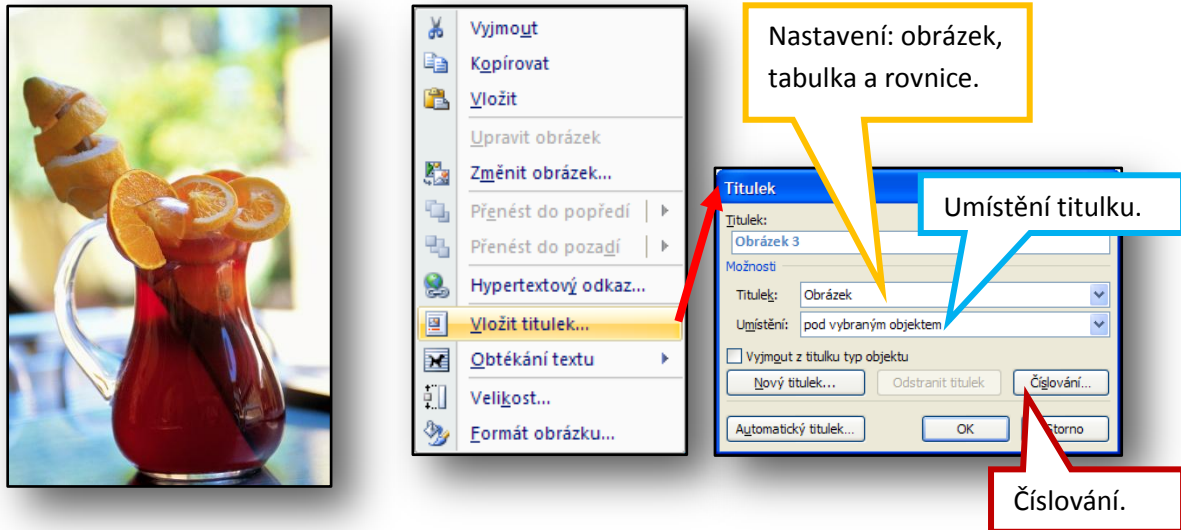 Vyjmout
Kopírovat
Vložit
Upravit obrázek
Změnit obrázek...
Přenést do popředí
Přenést do pozadí
Hypertextový odkaz...
Vložit titulek...
Obtékání textu
Velikost...
Formát obrázku...
Nastavení: obrázek,
tabulka a rovnice.
Titulek
Umístění titulku.
Titulek:
Obrázek 3
Možnosti
Titulek: Obrázek
Umístění: pod vybraným objektem
Vyjmout z titulku typ objektu
Nový titulek... Odstranit titulek Číslování...
Automatický titulek... OK Storno
Číslování.